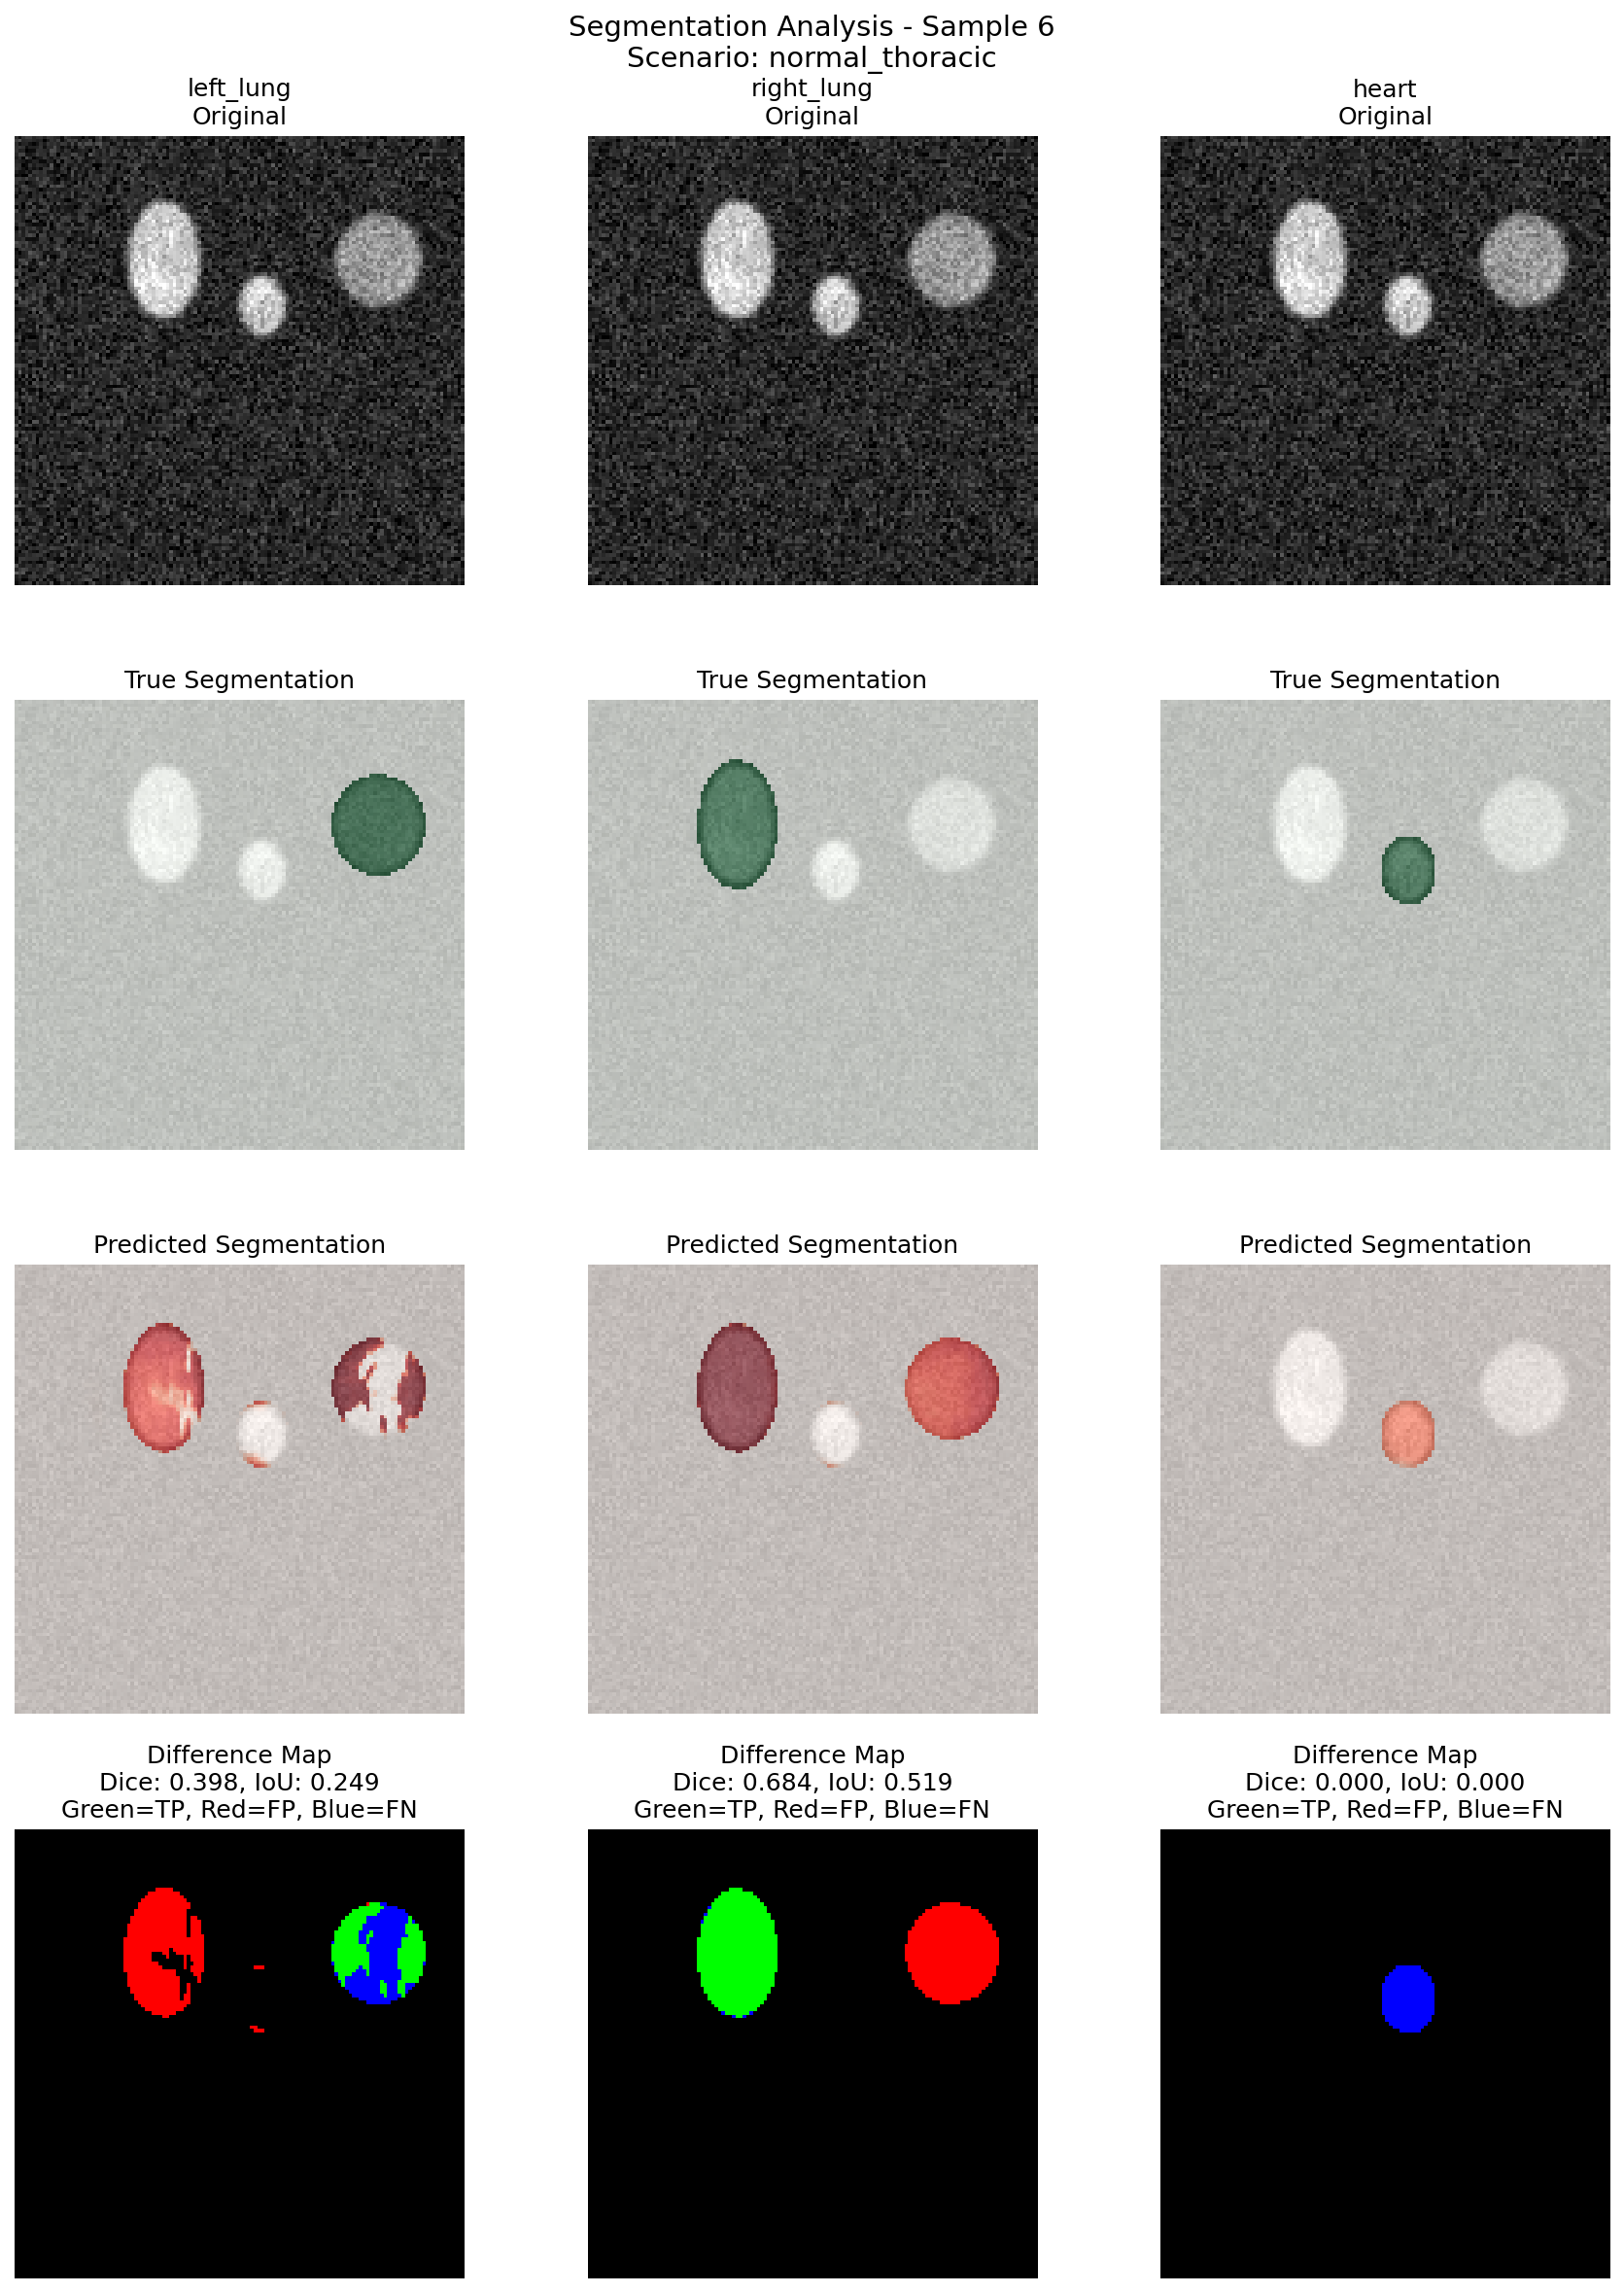 Segmentation Analysis - Sample 6
Scenario: normal_thoracic
left_lung
Original
right_lung
Original
heart
Original
True Segmentation
True Segmentation
True Segmentation
Predicted Segmentation
Predicted Segmentation
Predicted Segmentation
Difference Map
Dice: 0.398, IoU: 0.249
Green=TP, Red=FP, Blue=FN
Difference Map
Dice: 0.684, IoU: 0.519
Green=TP, Red=FP, Blue=FN
Difference Map
Dice: 0.000, IoU: 0.000
Green=TP, Red=FP, Blue=FN